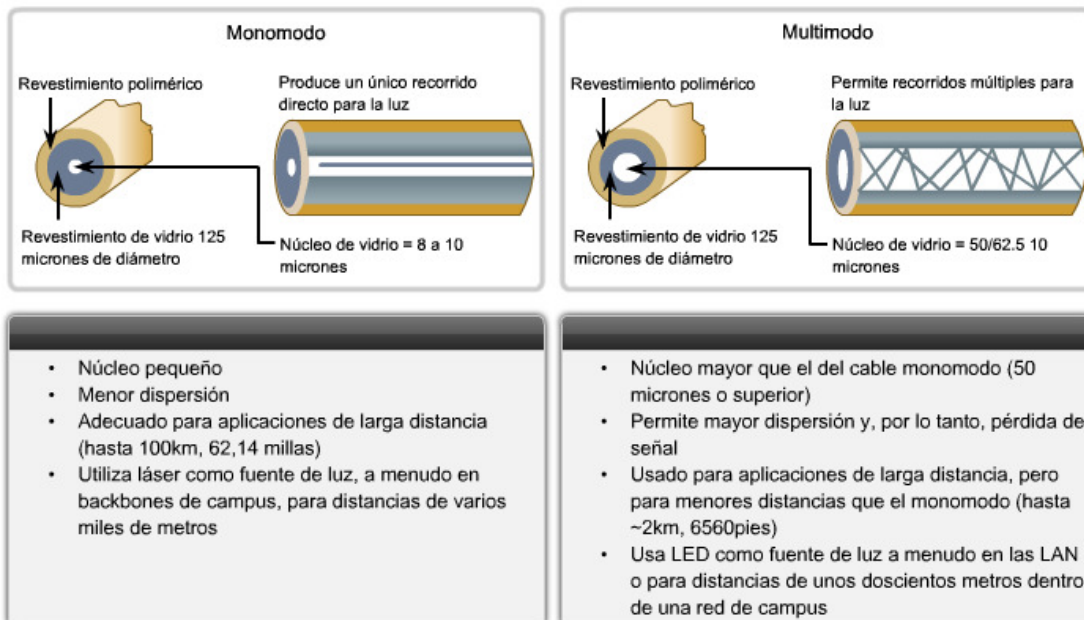 Monomodo
Revestimiento polimérico
Produce un único recorrido
directo para la luz
Revestimiento de vidrio 125
micrones de diámetro
Núcleo de vidrio = 8 a 10
micrones
Multimodo
Revestimiento polimérico
Permite recorridos múltiples para
la luz
Revestimiento de vidrio 125
micrones de diámetro
Núcleo de vidrio = 50/62.5 10
micrones
• Núcleo pequeño
• Menor dispersión
• Adecuado para aplicaciones de larga distancia
(hasta 100km, 62,14 millas)
• Utiliza láser como fuente de luz, a menudo en
backbones de campus, para distancias de varios
miles de metros
• Núcleo mayor que el del cable monomodo (50
micrones o superior)
• Permite mayor dispersión y, por lo tanto, pérdida de
señal
• Usado para aplicaciones de larga distancia, pero
para menores distancias que el monomodo (hasta
~2km, 6560pies)
• Usa LED como fuente de luz a menudo en las LAN
o para distancias de unos doscientos metros dentro
de una red de campus